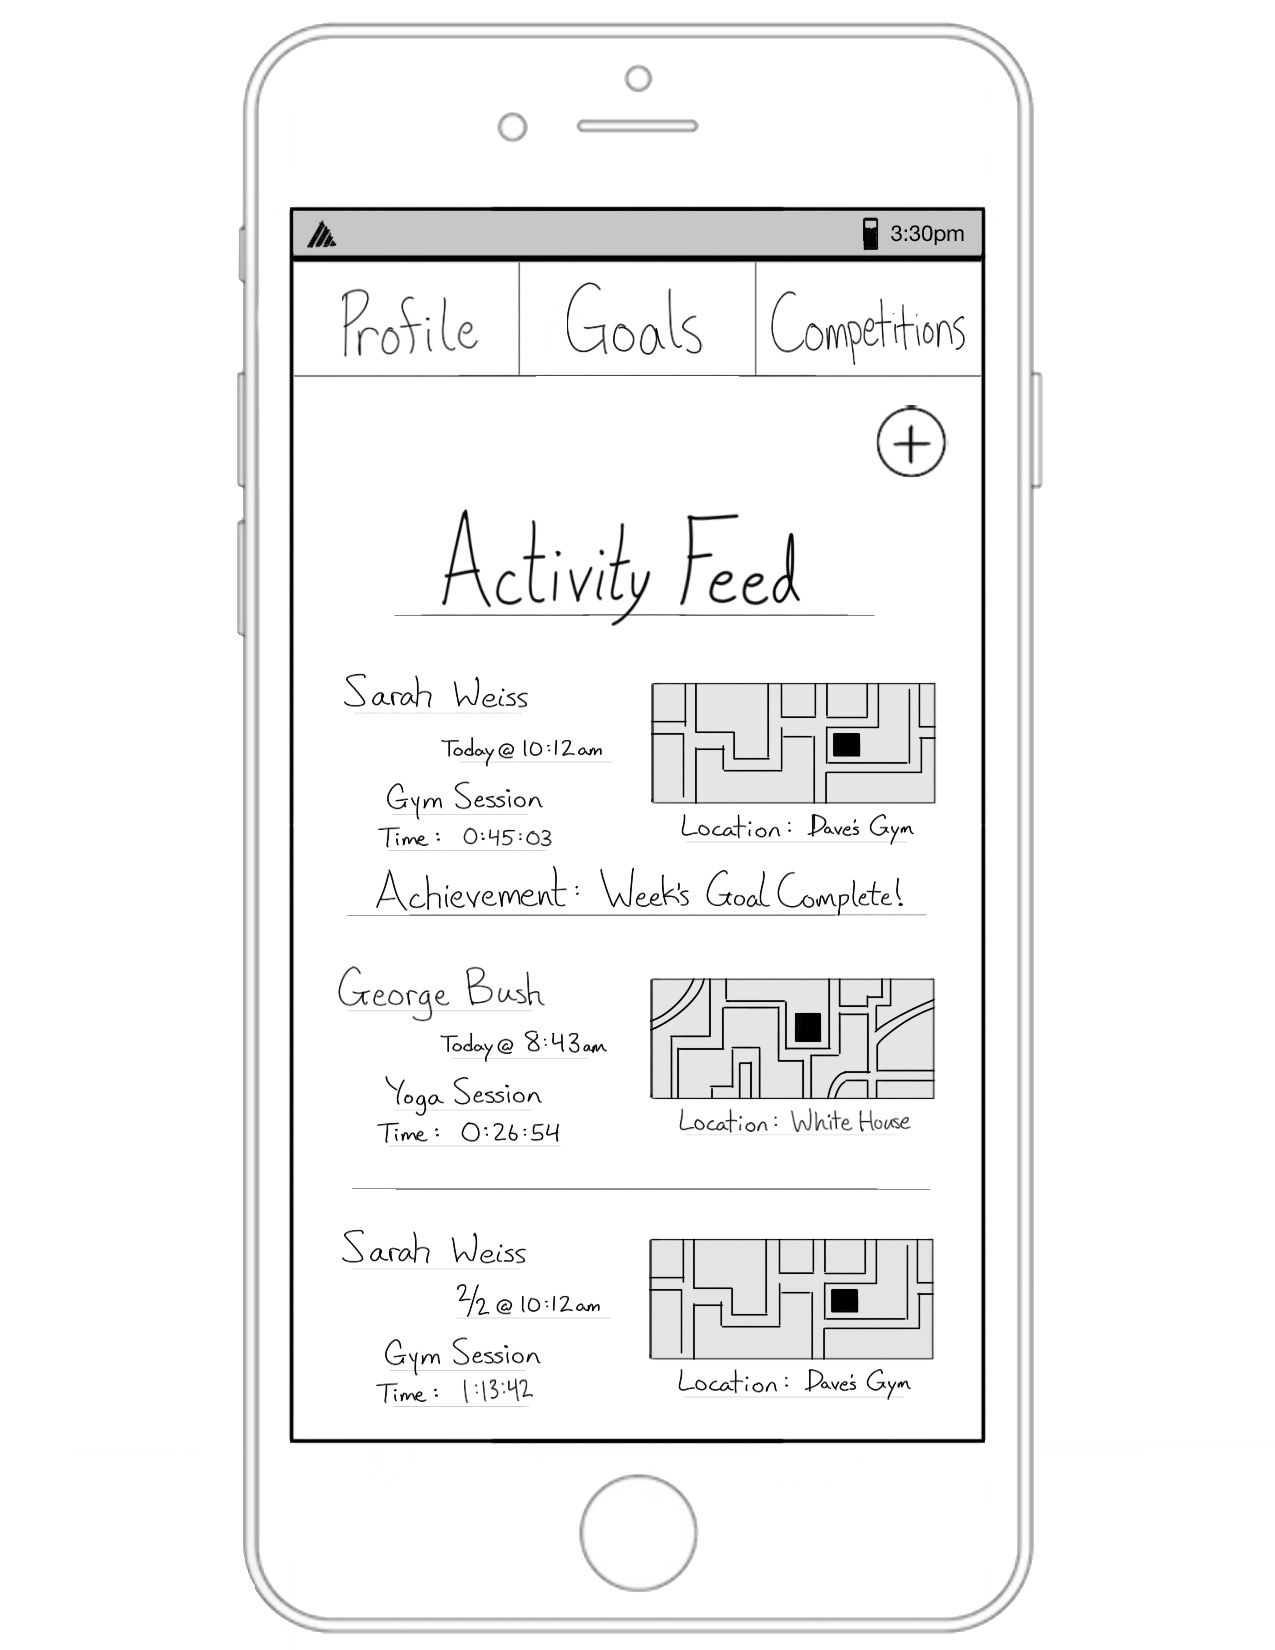 3:30pm
Profile Goals Competitions
Activity Feed
Sarah Weiss
Today @ 10:12am
Gym Session
Time: 0:45:03
Location: Dave's Gym
Achievement: Week's Goal Complete!
George Bush
Today @ 8:43am
Yoga Session
Time: 0:26:54
Location: White House
Sarah Weiss
2/2 @ 10:12am
Gym Session
Time: 1:13:42
Location: Dave's Gym